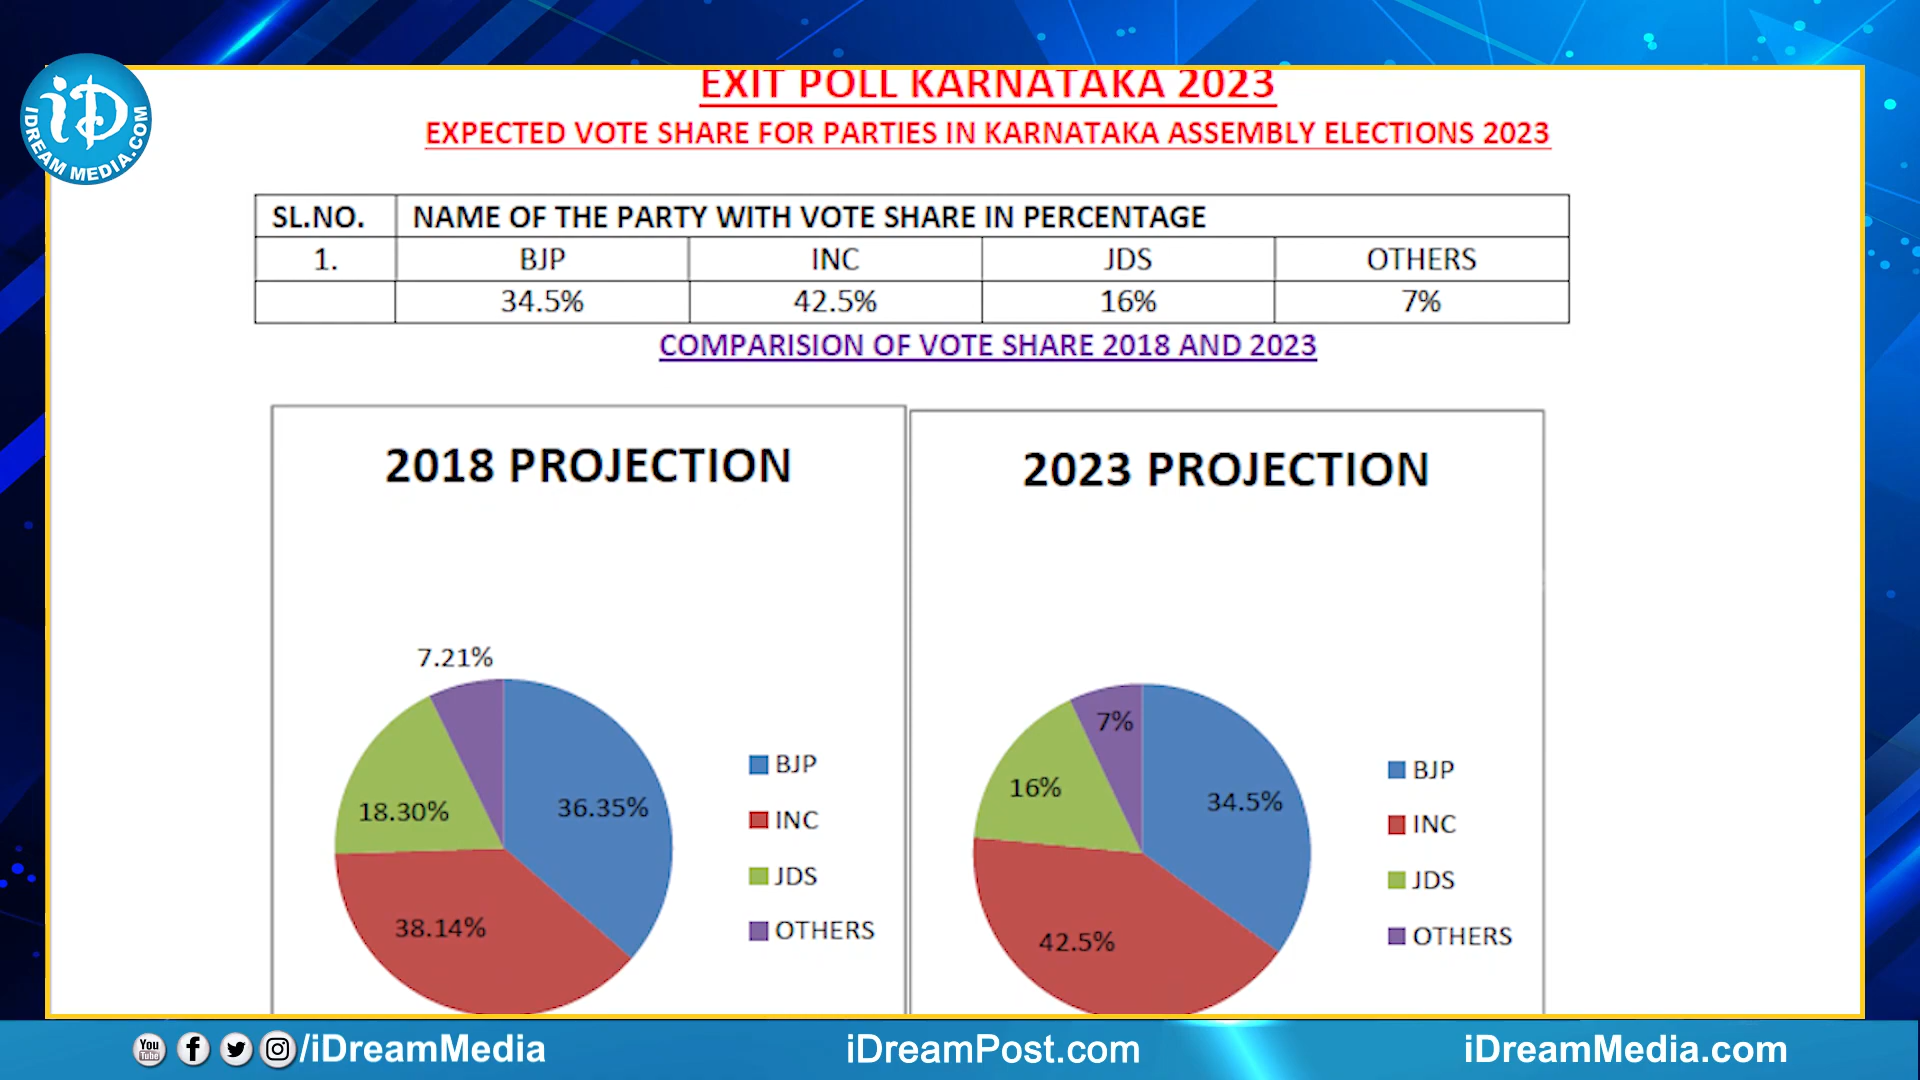 EXIT POLL KARNATAKA 2023
EXPECTED VOTE SHARE FOR PARTIES IN KARNATAKA ASSEMBLY ELECTIONS 2023
iD
IDREAM MEDIA.COM
SL.NO. NAME OF THE PARTY WITH VOTE SHARE IN PERCENTAGE
1. BJP INC JDS OTHERS
34.5% 42.5% 16% 7%
COMPARISION OF VOTE SHARE 2018 AND 2023
2018 PROJECTION
7.21%
18.30%
36.35%
38.14%
BJP
INC
JDS
OTHERS
2023 PROJECTION
7%
16%
34.5%
42.5%
BJP
INC
JDS
OTHERS
You Tube f /iDreamMedia
iDreamPost.com
iDreamMedia.com